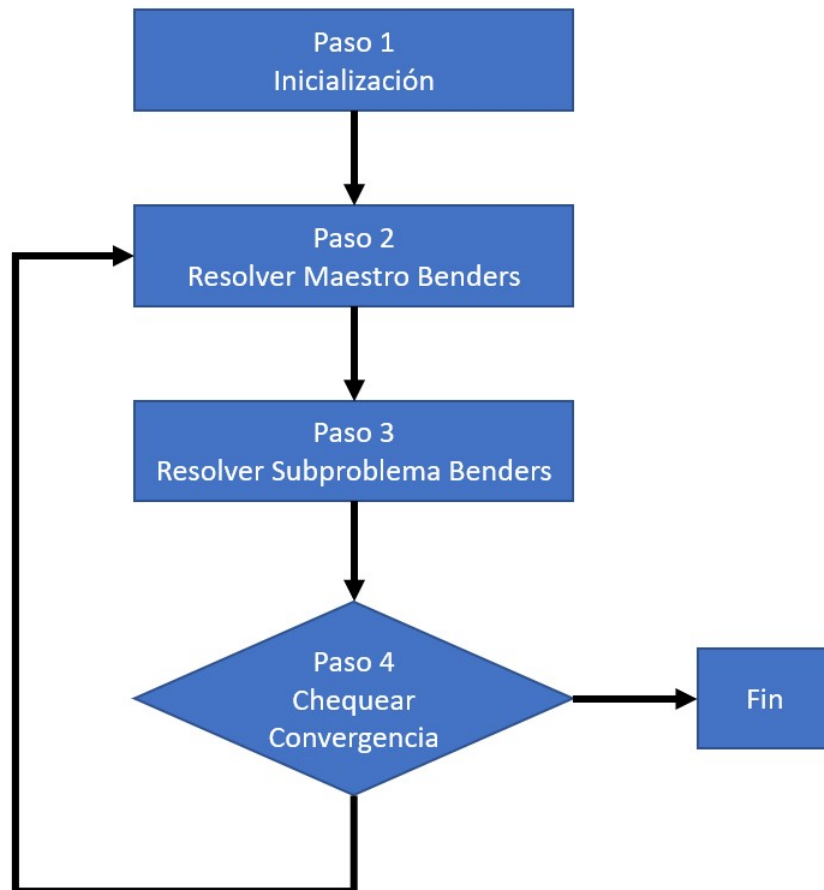 Paso 1
Inicialización
Paso 2
Resolver Maestro Benders
Paso 3
Resolver Subproblema Benders
Paso 4
Chequear
Convergencia
Fin